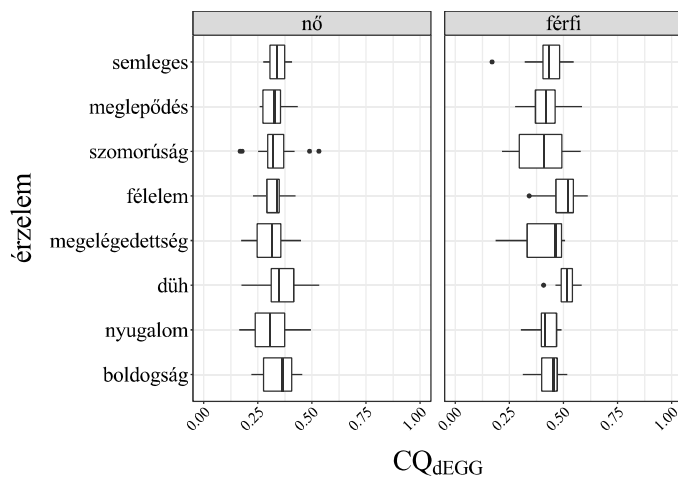 nő férfi
semleges
meglepődés
szomorúság
félelem
megelégedettség
düh
nyugalom
boldogság
érzelem
0.00 0.25 0.50 0.75 1.00 0.00 0.25 0.50 0.75 1.00
CQdEGG